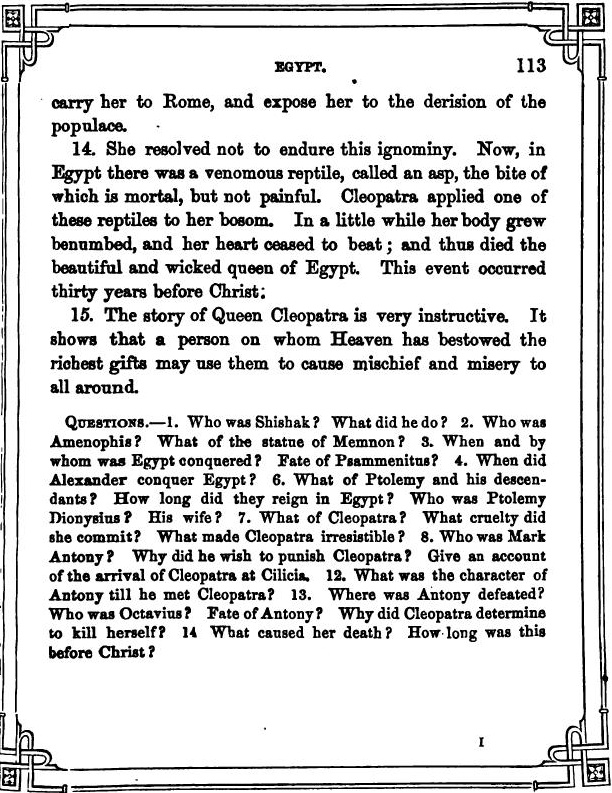 EGYPT. 113
carry her to Rome, and expose her to the derision of the
populace.
14. She resolved not to endure this ignominy. Now, in
Egypt there was a venomous reptile, called an asp, the bite of
which is mortal, but not painful. Cleopatra applied one of
these reptiles to her bosom. In a little while her body grew
benumbed, and her heart ceased to beat; and thus died the
beautiful and wicked queen of Egypt. This event occurred
thirty years before Christ:
15. The story of Queen Cleopatra is very instructive. It
shows that a person on whom Heaven has bestowed the
richest gifts may use them to cause mischief and misery to
all around.
QUESTIONS.—1. Who was Shishak? What did he do? 2. Who was
Amenophis? What of the statue of Memnon? 3. When and by
whom was Egypt conquered? Fate of Psammenitus? 4. When did
Alexander conquer Egypt? 6. What of Ptolemy and his descen-
dants? How long did they reign in Egypt? Who was Ptolemy
Dionysius? His wife? 7. What of Cleopatra? What cruelty did
she commit? What made Cleopatra irresistible? 8. Who was Mark
Antony? Why did he wish to punish Cleopatra? Give an account
of the arrival of Cleopatra at Cilicia. 12. What was the character of
Antony till he met Cleopatra? 13. Where was Antony defeated?
Who was Octavius? Fate of Antony? Why did Cleopatra determine
to kill herself? 14 What caused her death? How long was this
before Christ?
I